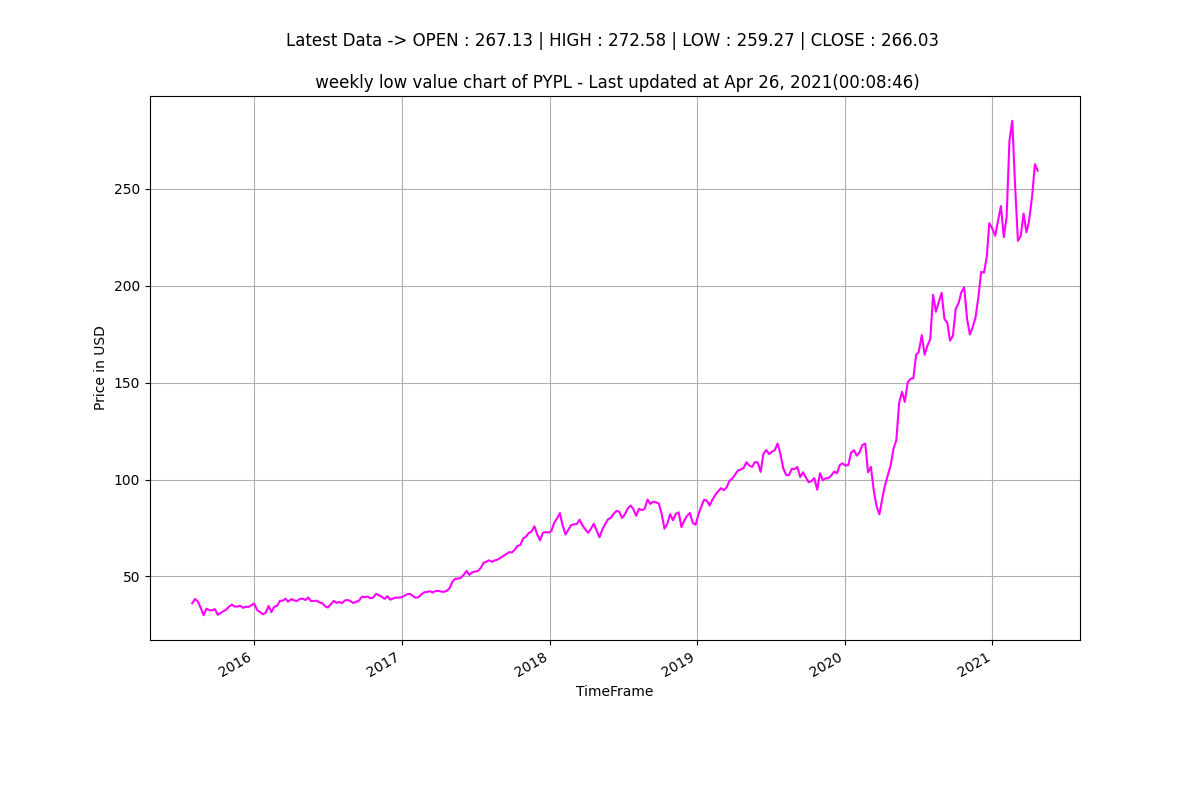 Latest Data -> OPEN : 267.13 | HIGH : 272.58 | LOW : 259.27 | CLOSE : 266.03
weekly low value chart of PYPL - Last updated at Apr 26, 2021(00:08:46)
250
200
150
100
50
Price in USD
2016
2017
2018
2019
2020
2021
TimeFrame